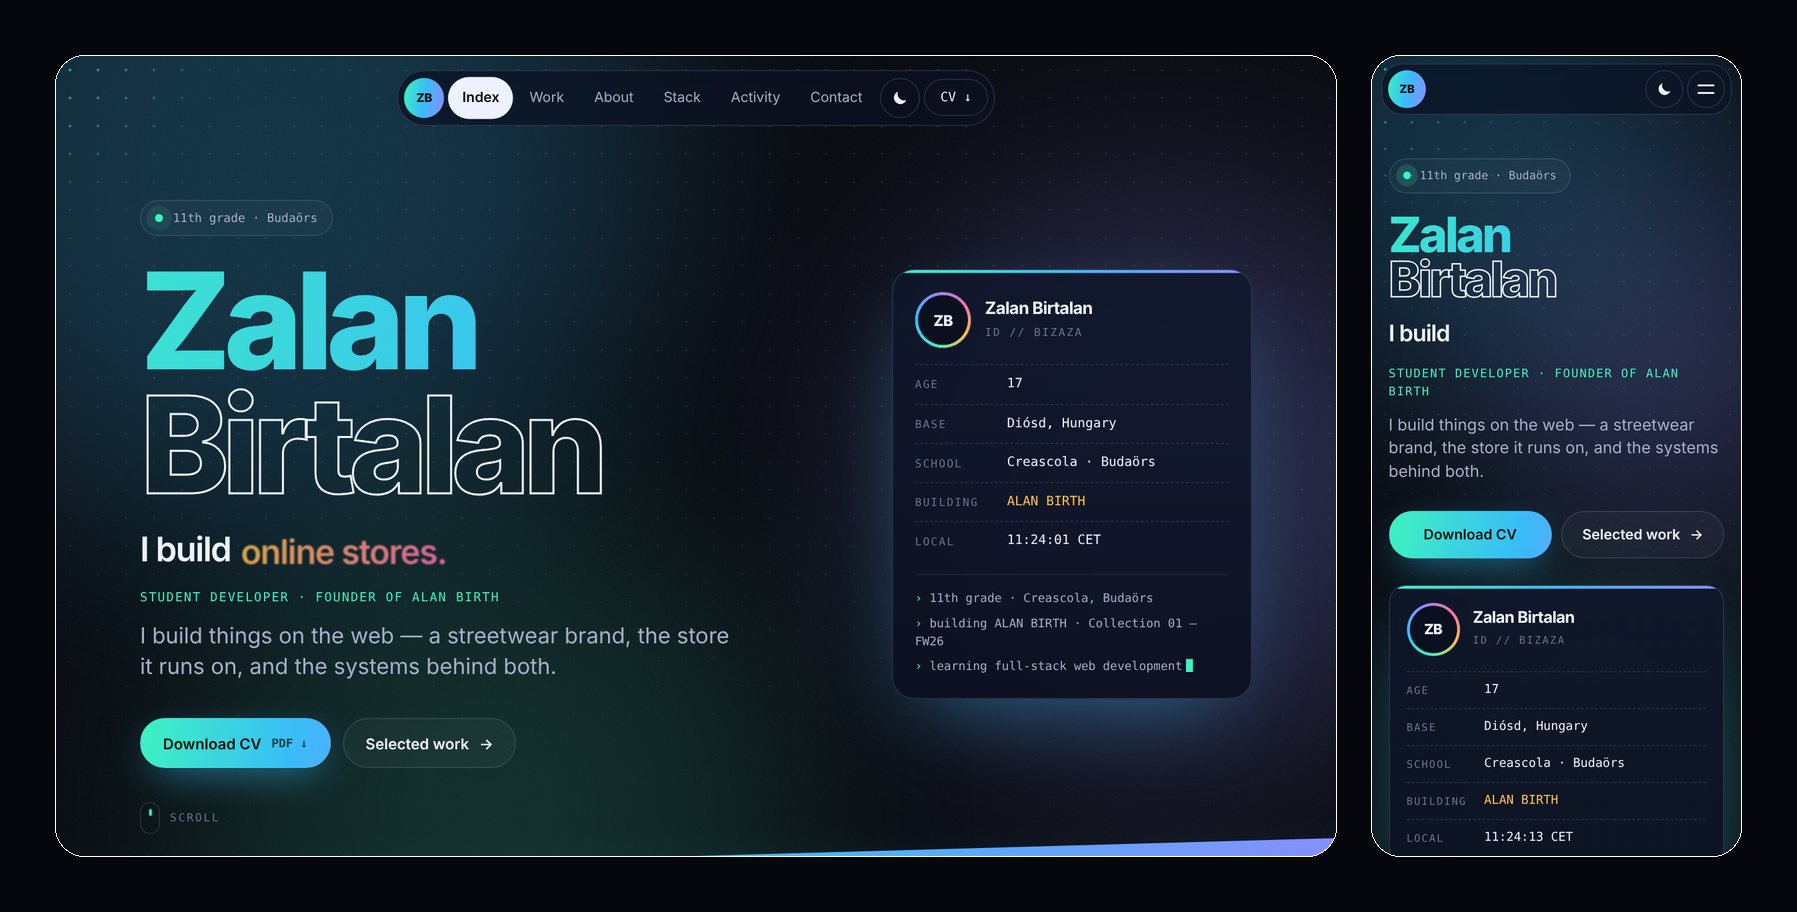 ZB Index Work About Stack Activity Contact CV ↓
11th grade · Budaörs
Zalan
Birtalan
I build online stores.
STUDENT DEVELOPER · FOUNDER OF ALAN BIRTH
I build things on the web — a streetwear brand, the store
it runs on, and the systems behind both.
Download CV PDF ↓
Selected work →
SCROLL
ZB
Zalan Birtalan
ID // BIZAZA
AGE 17
BASE Diósd, Hungary
SCHOOL Creascola · Budaörs
BUILDING ALAN BIRTH
LOCAL 11:24:01 CET
› 11th grade · Creascola, Budaörs
› building ALAN BIRTH · Collection 01 —
FW26
› learning full-stack web development
ZB
11th grade · Budaörs
Zalan
Birtalan
I build
STUDENT DEVELOPER · FOUNDER OF ALAN
BIRTH
I build things on the web — a streetwear
brand, the store it runs on, and the systems
behind both.
Download CV
Selected work →
ZB
Zalan Birtalan
ID // BIZAZA
AGE 17
BASE Diósd, Hungary
SCHOOL Creascola · Budaörs
BUILDING ALAN BIRTH
LOCAL 11:24:13 CET